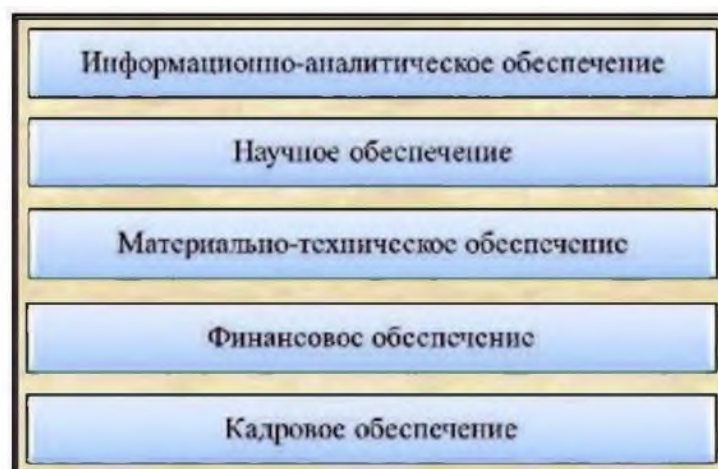 Информационно-аналитическое обеспечение
Научное обеспечение
Материально-техническое обеспечение
Финансовое обеспечение
Кадровое обеспечение